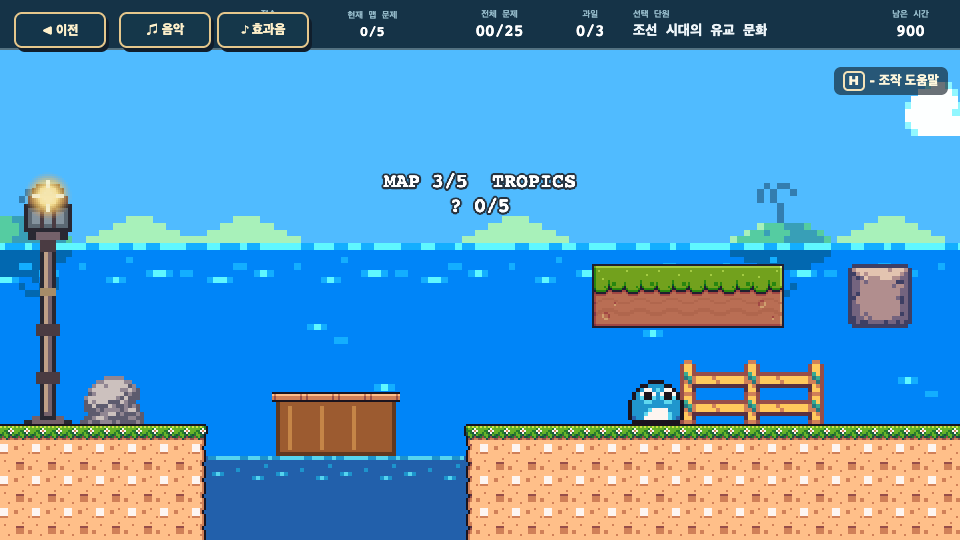 ◀ 이전
♫ 음악
♪ 효과음
현재 맵 문제
0/5
전체 문제
00/25
과일
0/3
선택 단원
조선 시대의 유교 문화
남은 시간
900
H - 조작 도움말
MAP 3/5 TROPICS
? 0/5